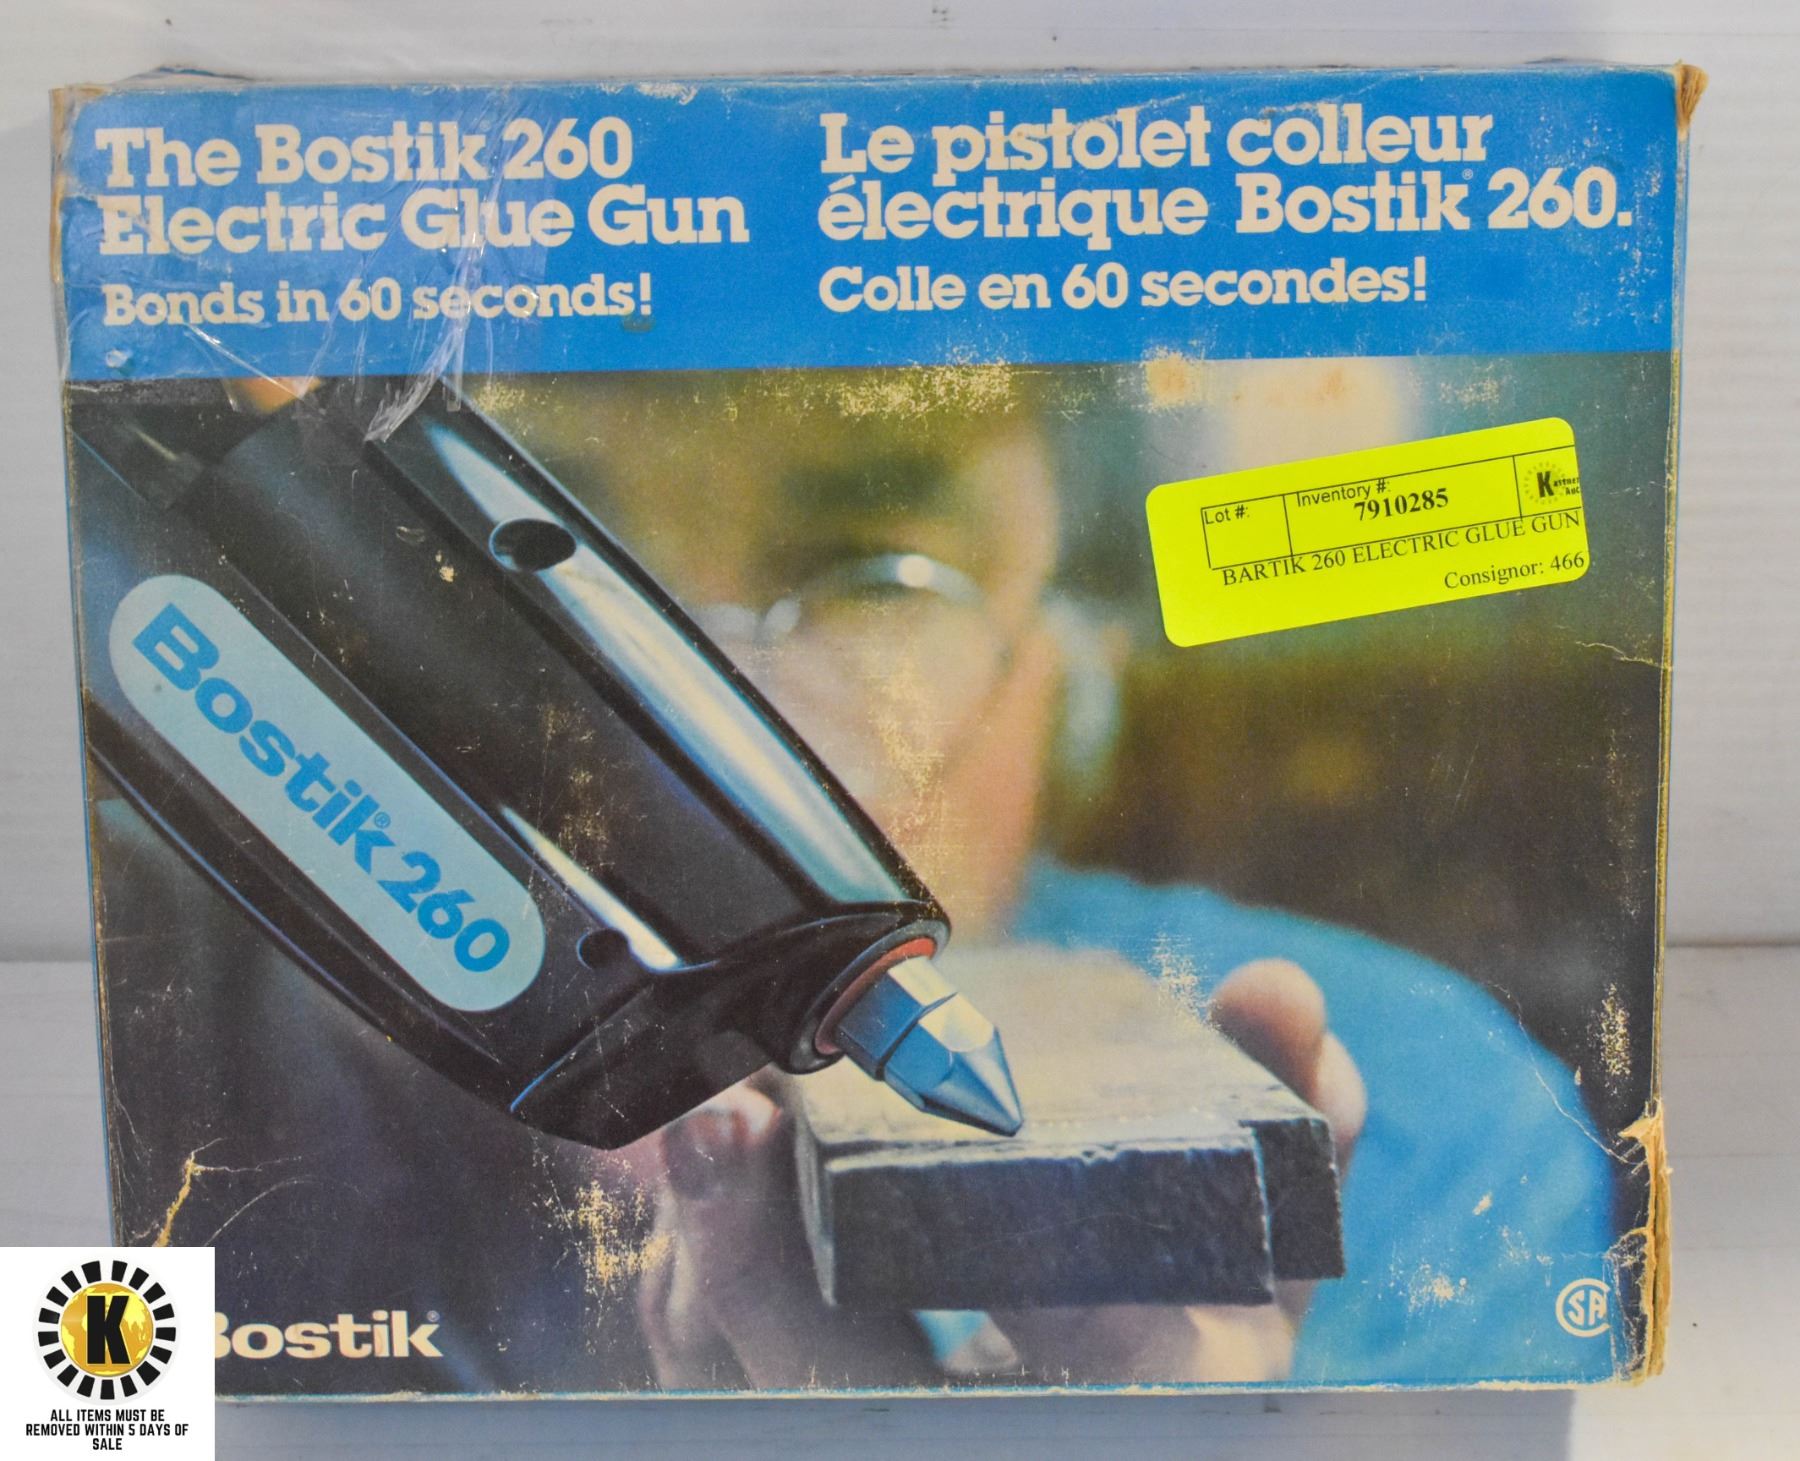 The Bostik 260
Electric Glue Gun
Bonds in 60 seconds!
Le pistolet colleur
électrique Bostik® 260.
Colle en 60 secondes!
Lot #:
Inventory #:
7910285
K
BARTIK 260 ELECTRIC GLUE GUN
Consignor: 466
Bostik® 260
Bostik®
K
ALL ITEMS MUST BE
REMOVED WITHIN 5 DAYS OF
SALE